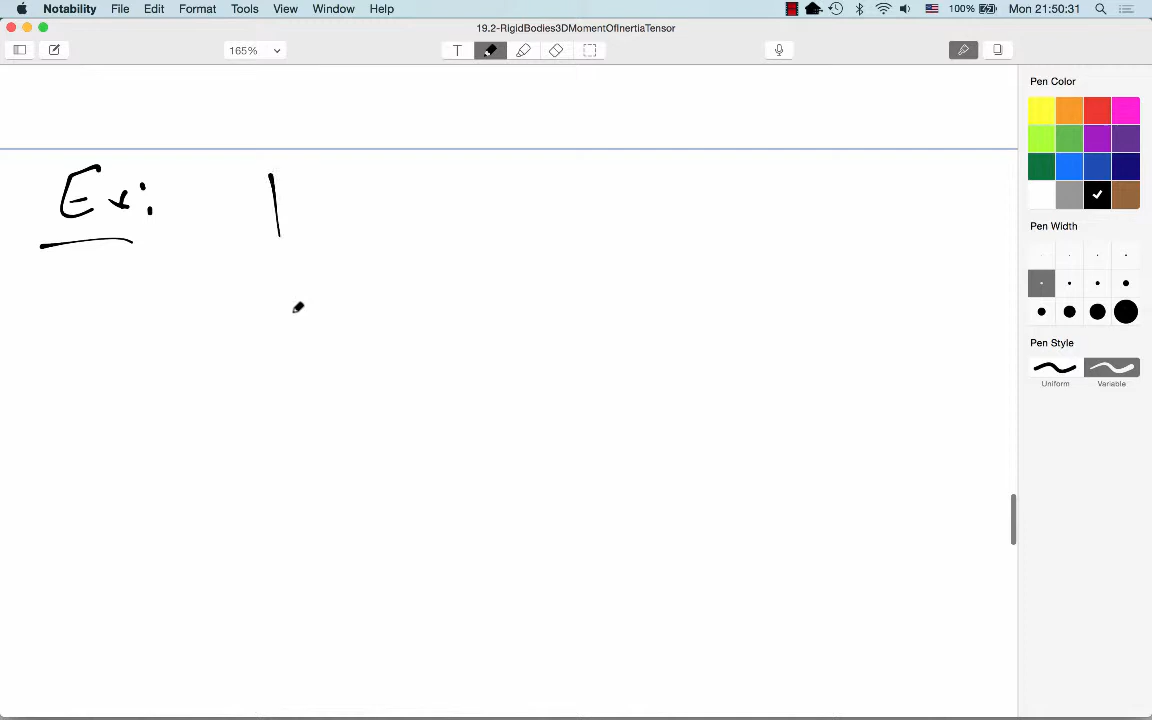 Notability File Edit Format Tools View Window Help 100% Mon 21:50:31
19.2-RigidBodies3DMomentOfInertiaTensor
165% T
Pen Color
Ex:
Pen Width
Pen Style
Uniform Variable